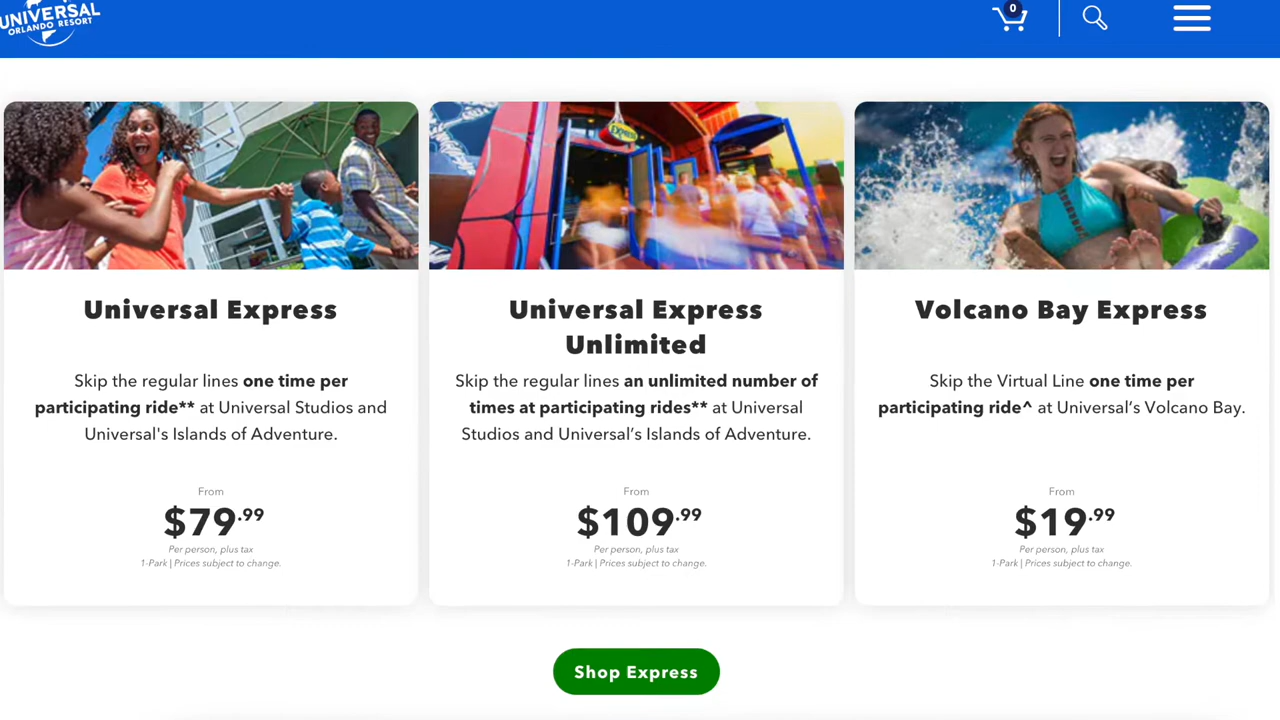 UNIVERSAL
ORLANDO RESORT
0
EXPRESS
Universal Express
Skip the regular lines one time per
participating ride** at Universal Studios and
Universal's Islands of Adventure.
From
$79.99
Per person, plus tax
1-Park | Prices subject to change.
Universal Express
Unlimited
Skip the regular lines an unlimited number of
times at participating rides** at Universal
Studios and Universal’s Islands of Adventure.
From
$109.99
Per person, plus tax
1-Park | Prices subject to change.
Volcano Bay Express
Skip the Virtual Line one time per
participating ride^ at Universal’s Volcano Bay.
From
$19.99
Per person, plus tax
1-Park | Prices subject to change.
Shop Express